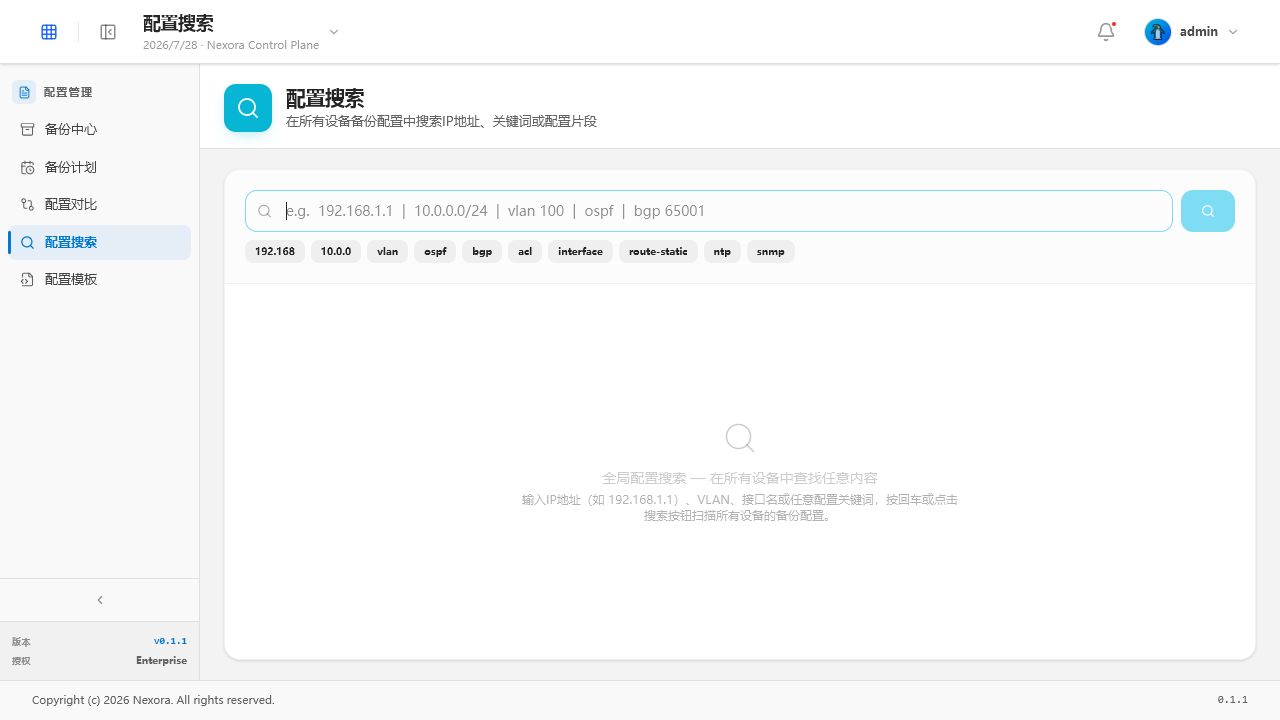 配置搜索
2026/7/28 · Nexora Control Plane
admin
配置管理
备份中心
备份计划
配置对比
配置搜索
配置模板
版本 v0.1.1
授权 Enterprise
配置搜索
在所有设备备份配置中搜索IP地址、关键词或配置片段
e.g. 192.168.1.1 | 10.0.0.0/24 | vlan 100 | ospf | bgp 65001
192.168 10.0.0 vlan ospf bgp acl interface route-static ntp snmp
全局配置搜索 — 在所有设备中查找任意内容
输入IP地址（如 192.168.1.1）、VLAN、接口名或任意配置关键词，按回车或点击
搜索按钮扫描所有设备的备份配置。
Copyright (c) 2026 Nexora. All rights reserved.
0.1.1